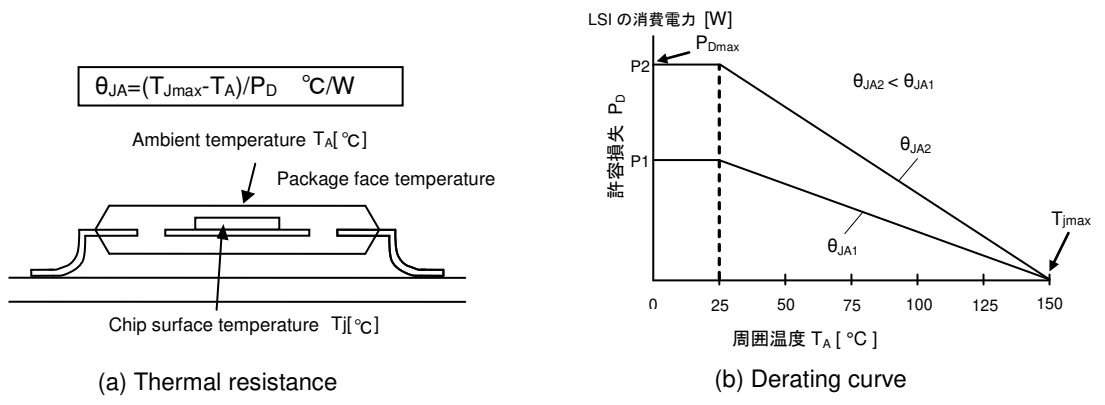 θJA=(TJmax-TA)/PD °C/W
Ambient temperature TA[°C]
Package face temperature
Chip surface temperature Tj[°C]
(a) Thermal resistance
LSI の消費電力 [W]
PDmax
P2
θJA2 < θJA1
θJA2
P1
許容損失 PD
Tjmax
θJA1
0 25 50 75 100 125 150
周囲温度 TA [ °C ]
(b) Derating curve